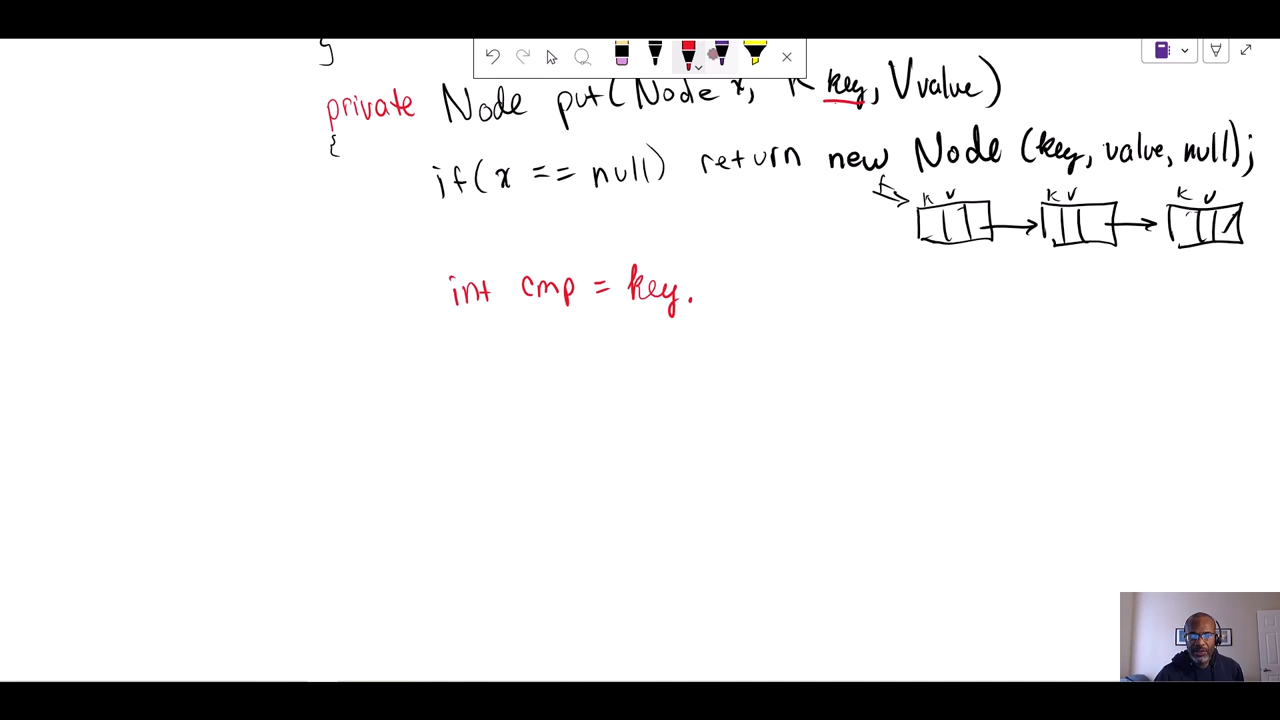 }
private Node put(Node x, K key, V value)
{
if(x == null) return new Node (key, value, null);
f
K V K V K V
int cmp = key.